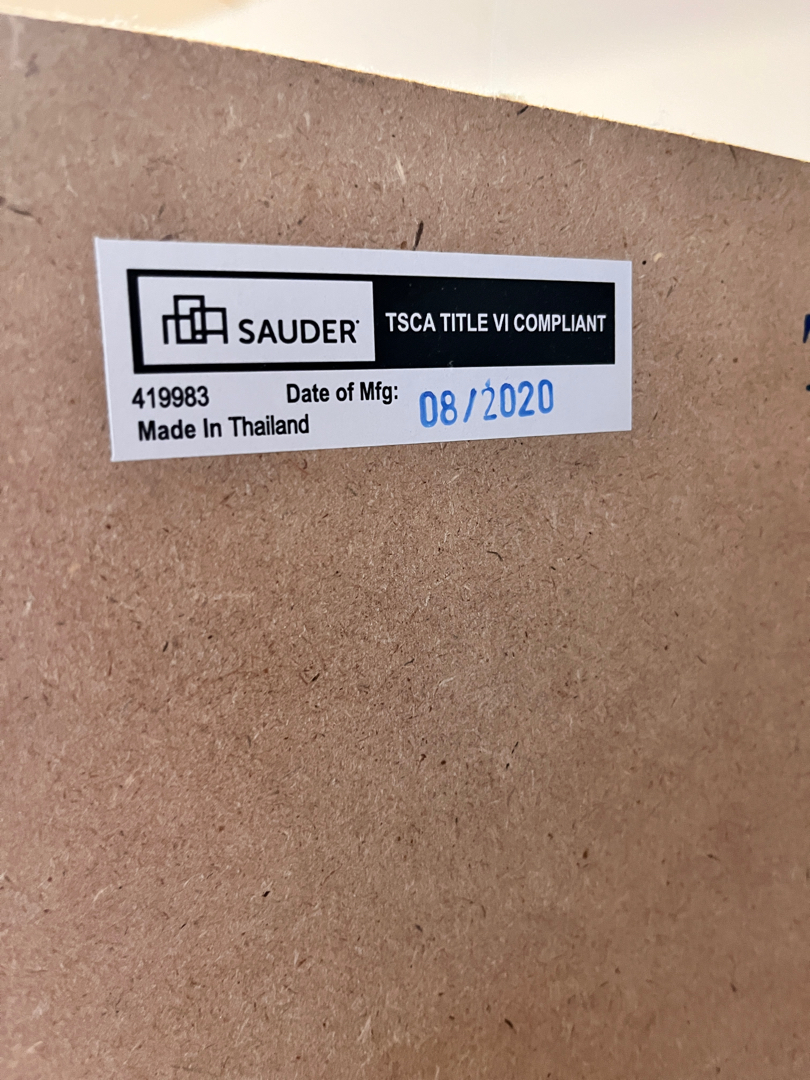 SAUDER
TSCA TITLE VI COMPLIANT
419983 Date of Mfg: 08/2020
Made In Thailand